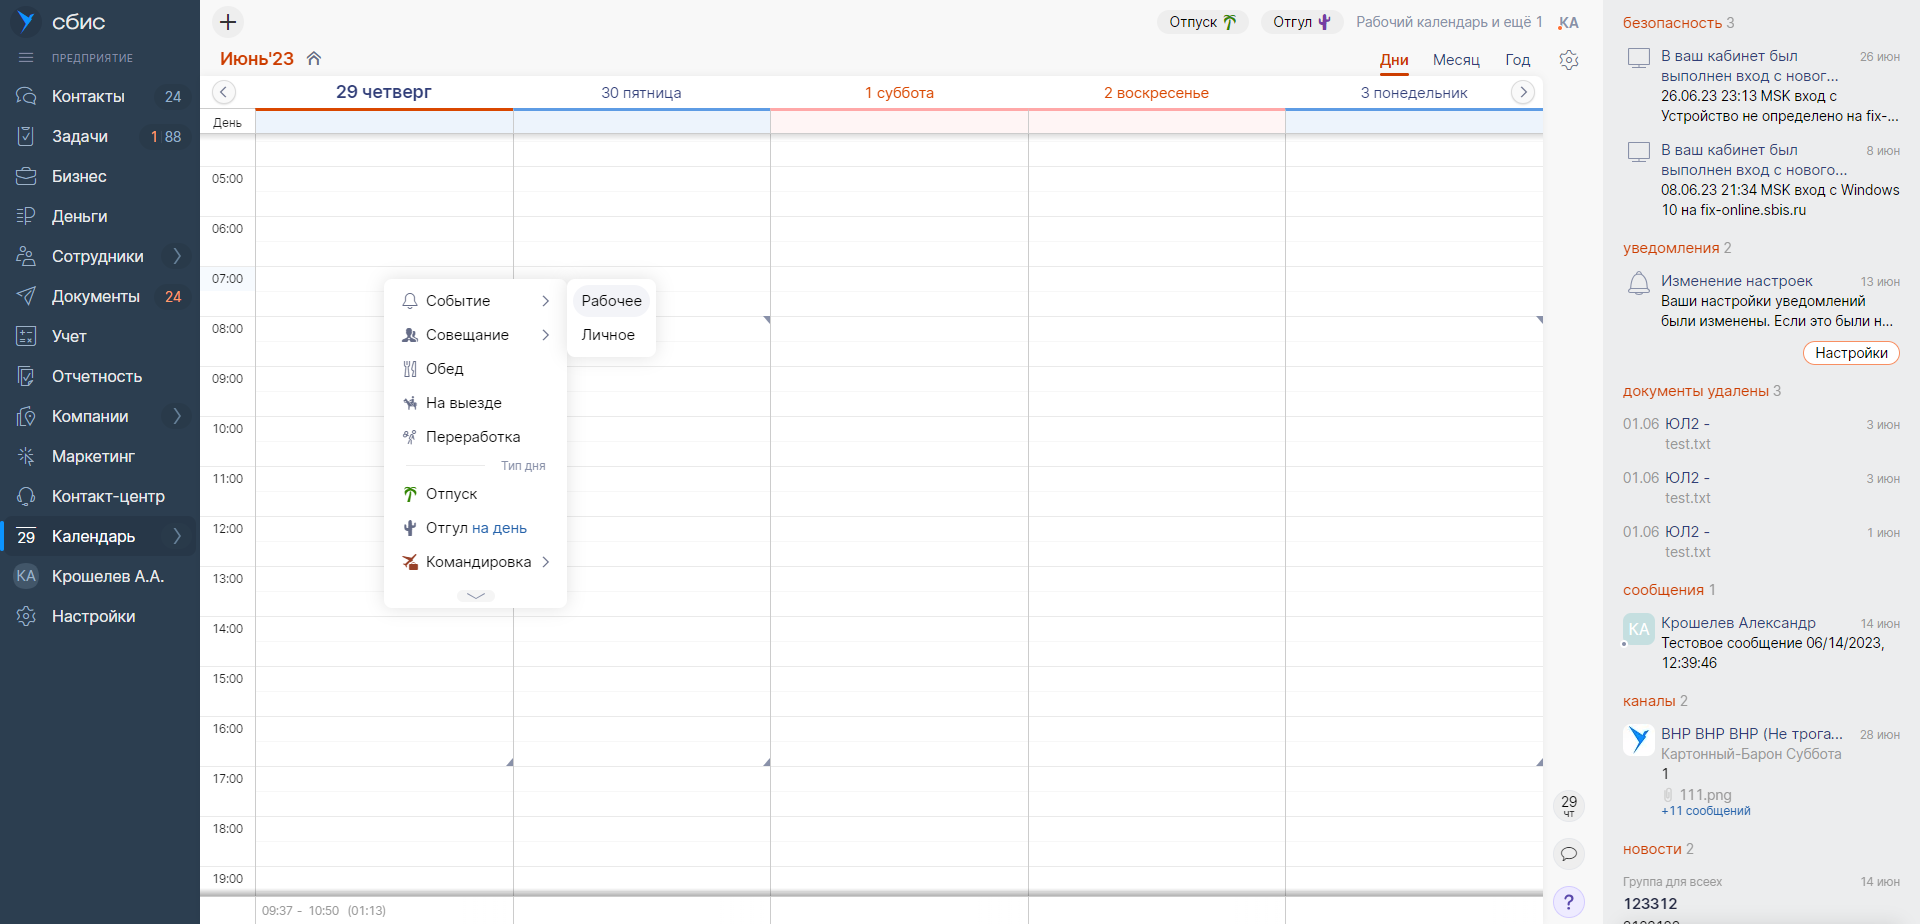 сбис
ПРЕДПРИЯТИЕ
Контакты 24
Задачи 1 88
Бизнес
Деньги
Сотрудники
Документы 24
Учет
Отчетность
Компании
Маркетинг
Контакт-центр
29 Календарь
КА Крошелев А.А.
Настройки
Отпуск Отгул Рабочий календарь и ещё 1 КА
Июнь'23 Дни Месяц Год
29 четверг 30 пятница 1 суббота 2 воскресенье 3 понедельник
День
05:00
06:00
07:00
08:00
09:00
10:00
11:00
12:00
13:00
14:00
15:00
16:00
17:00
18:00
19:00
09:37 - 10:50 (01:13)
Событие
Совещание
Обед
На выезде
Переработка
Тип дня
Отпуск
Отгул на день
Командировка
Рабочее
Личное
29
чт
?
безопасность 3
В ваш кабинет был 26 июн
выполнен вход с новог...
26.06.23 23:13 MSK вход с
Устройство не определено на fix-...
В ваш кабинет был 8 июн
выполнен вход с нового...
08.06.23 21:34 MSK вход с Windows
10 на fix-online.sbis.ru
уведомления 2
Изменение настроек 13 июн
Ваши настройки уведомлений
были изменены. Если это были н...
Настройки
документы удалены 3
01.06 ЮЛ2 - 3 июн
test.txt
01.06 ЮЛ2 - 3 июн
test.txt
01.06 ЮЛ2 - 1 июн
test.txt
сообщения 1
КА Крошелев Александр 14 июн
Тестовое сообщение 06/14/2023,
12:39:46
каналы 2
ВНР ВНР ВНР (Не трога... 28 июн
Картонный-Барон Суббота
1
111.png
+11 сообщений
новости 2
Группа для всеех 14 июн
123312